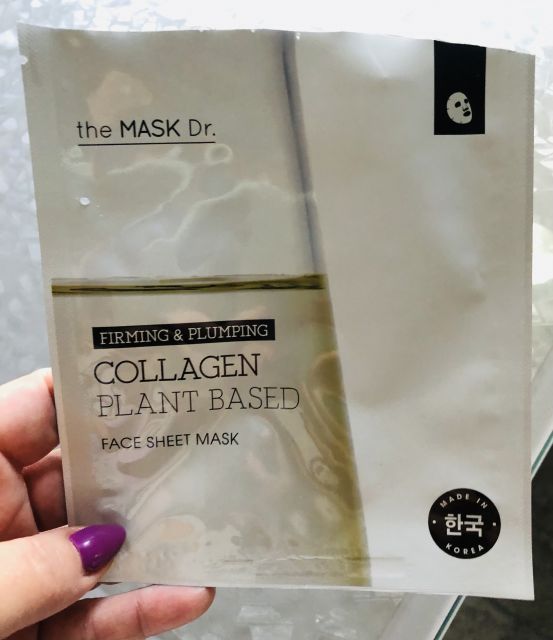 the MASK Dr.
FIRMING & PLUMPING
COLLAGEN
PLANT BASED
FACE SHEET MASK
MADE IN
한국
KOREA